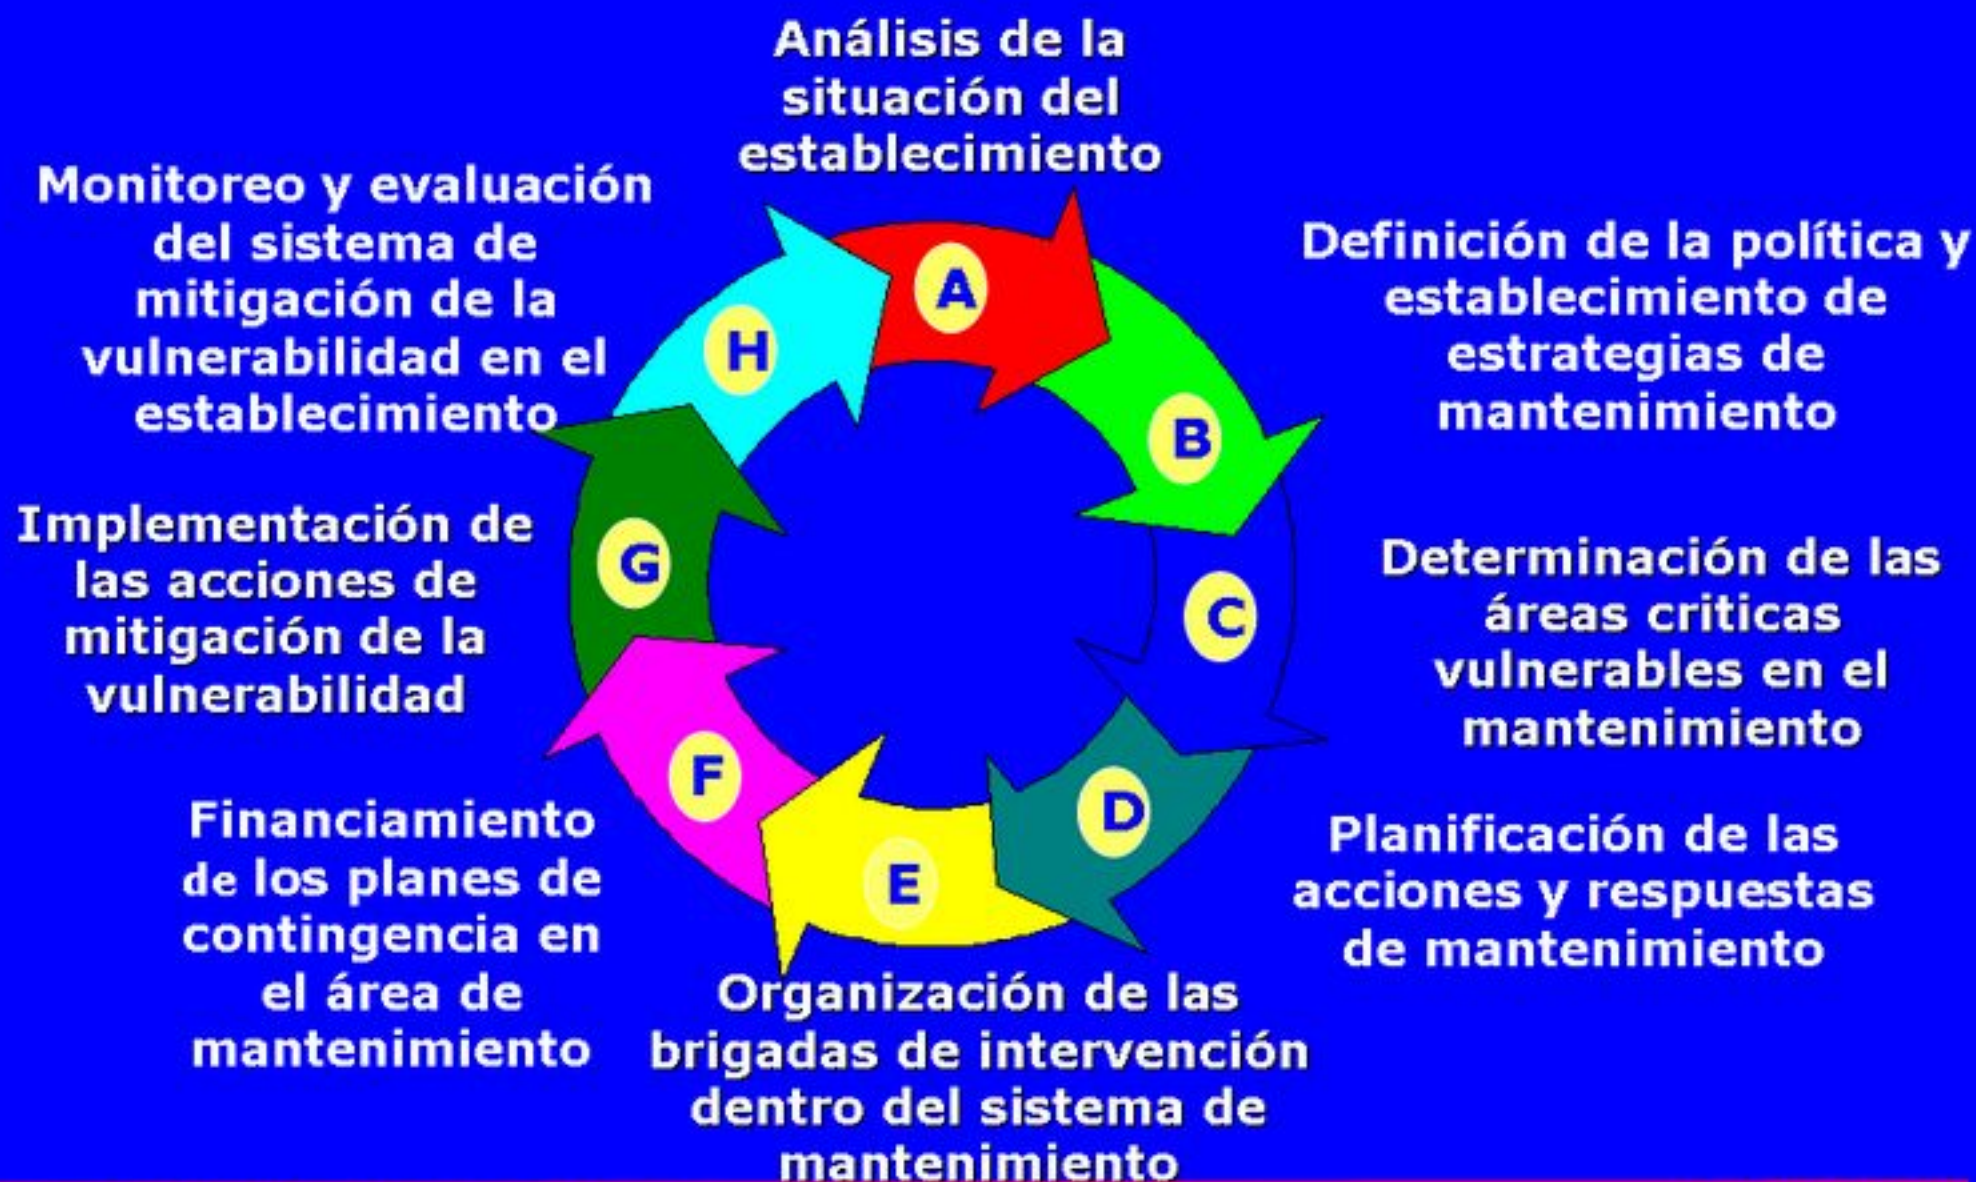 Análisis de la
situación del
establecimiento
A
Definición de la política y
establecimiento de
estrategias de
mantenimiento
B
Determinación de las
áreas criticas
vulnerables en el
mantenimiento
C
Planificación de las
acciones y respuestas
de mantenimiento
D
Organización de las
brigadas de intervención
dentro del sistema de
mantenimiento
E
Financiamiento
de los planes de
contingencia en
el área de
mantenimiento
F
Implementación de
las acciones de
mitigación de la
vulnerabilidad
G
Monitoreo y evaluación
del sistema de
mitigación de la
vulnerabilidad en el
establecimiento
H